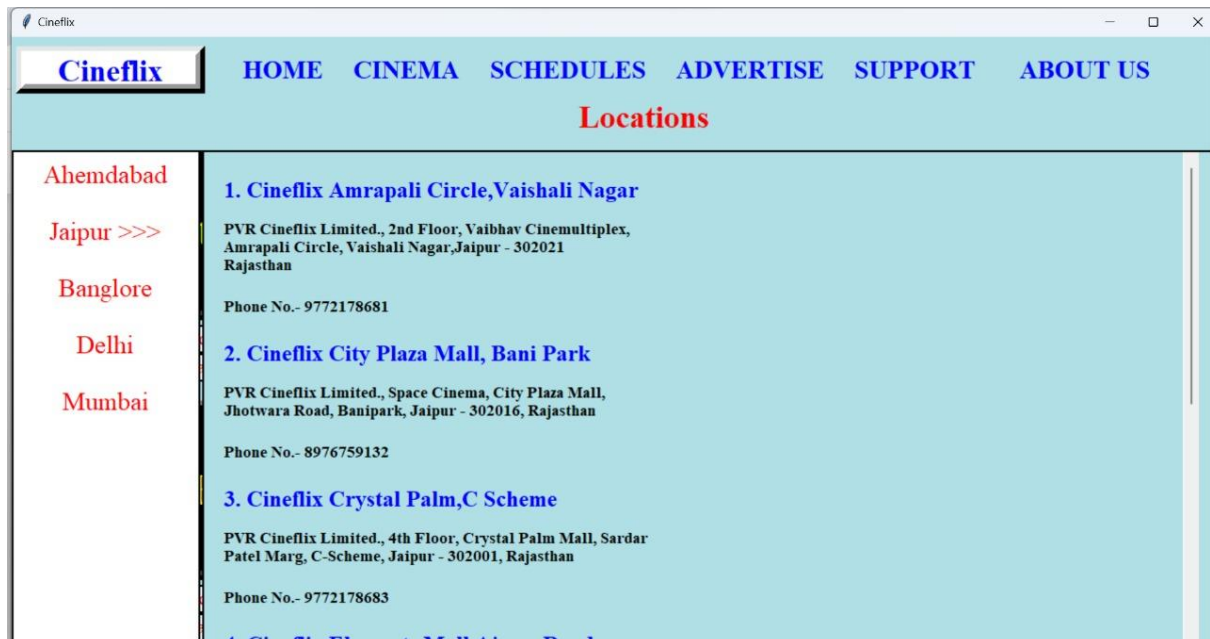 Cineflix
Cineflix
HOME CINEMA SCHEDULES ADVERTISE SUPPORT ABOUT US
Locations
Ahemdabad
Jaipur >>>
Banglore
Delhi
Mumbai
1. Cineflix Amrapali Circle,Vaishali Nagar
PVR Cineflix Limited., 2nd Floor, Vaibhav Cinemultiplex,
Amrapali Circle, Vaishali Nagar,Jaipur - 302021
Rajasthan
Phone No.- 9772178681
2. Cineflix City Plaza Mall, Bani Park
PVR Cineflix Limited., Space Cinema, City Plaza Mall,
Jhotwara Road, Banipark, Jaipur - 302016, Rajasthan
Phone No.- 8976759132
3. Cineflix Crystal Palm,C Scheme
PVR Cineflix Limited., 4th Floor, Crystal Palm Mall, Sardar
Patel Marg, C-Scheme, Jaipur - 302001, Rajasthan
Phone No.- 9772178683